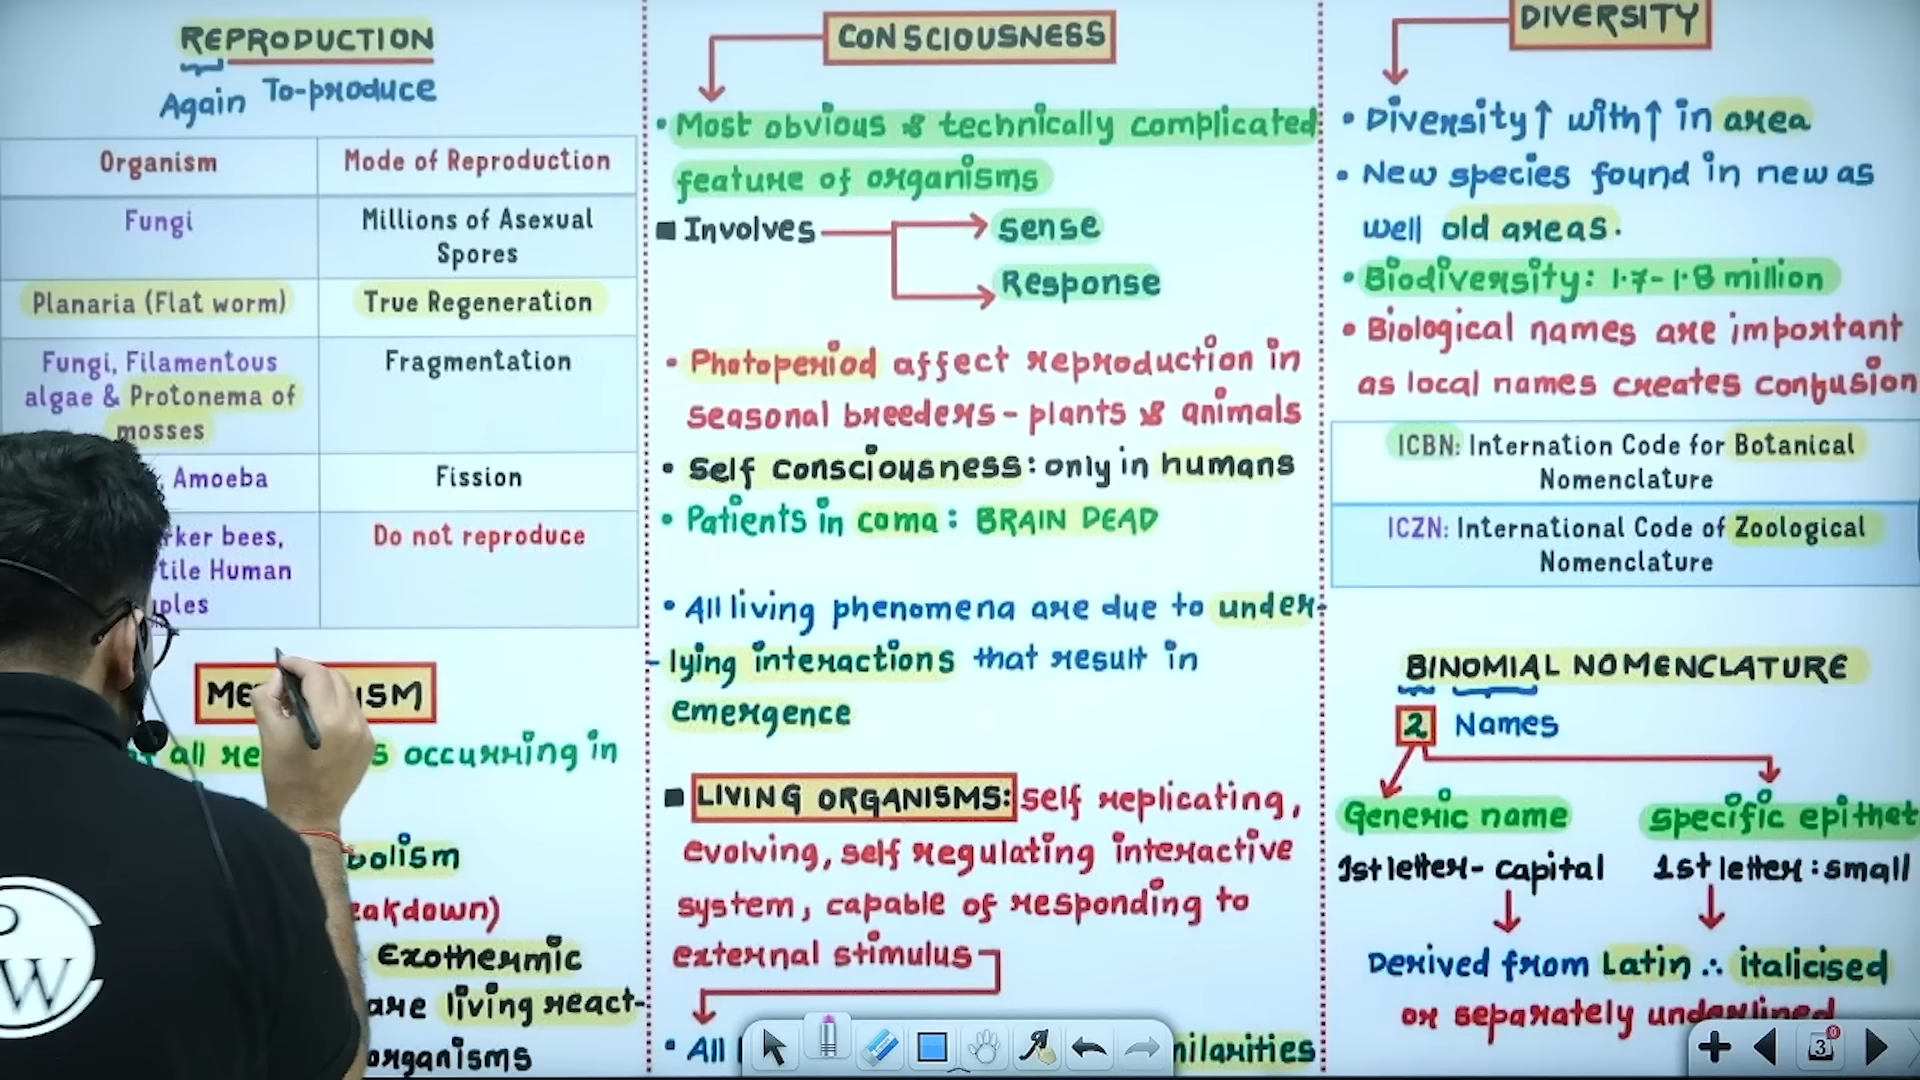 REPRODUCTION
Again To-produce
Organism
Mode of Reproduction
Fungi
Millions of Asexual
Spores
Planaria (Flat worm)
True Regeneration
Fungi, Filamentous
algae & Protonema of
mosses
Fragmentation
Amoeba
Fission
rker bees,
tile Human
ples
Do not reproduce
ME ISM
all re s occurring in
bolism
eakdown)
Exothermic
are living react-
organisms
CONSCIOUSNESS
• Most obvious & technically complicated
feature of organisms
■ Involves
sense
Response
• Photoperiod affect reproduction in
seasonal breeders - plants & animals
• Self consciousness: only in humans
• Patients in coma: BRAIN DEAD
• All living phenomena are due to under-
-lying interactions that result in
emergence
■ LIVING ORGANISMS: self replicating,
evolving, self regulating interactive
system, capable of responding to
external stimulus
• All
milarities
DIVERSITY
• Diversity↑ with↑ in area
• New species found in new as
well old areas.
• Biodiversity: 1.7-1.8 million
• Biological names are important
as local names creates confusion
ICBN: Internation Code for Botanical
Nomenclature
ICZN: International Code of Zoological
Nomenclature
BINOMIAL NOMENCLATURE
2 Names
Generic name
specific epithet
1st letter - capital
1st letter: small
Derived from Latin ∴ italicised
or separately underlined
P
W
3